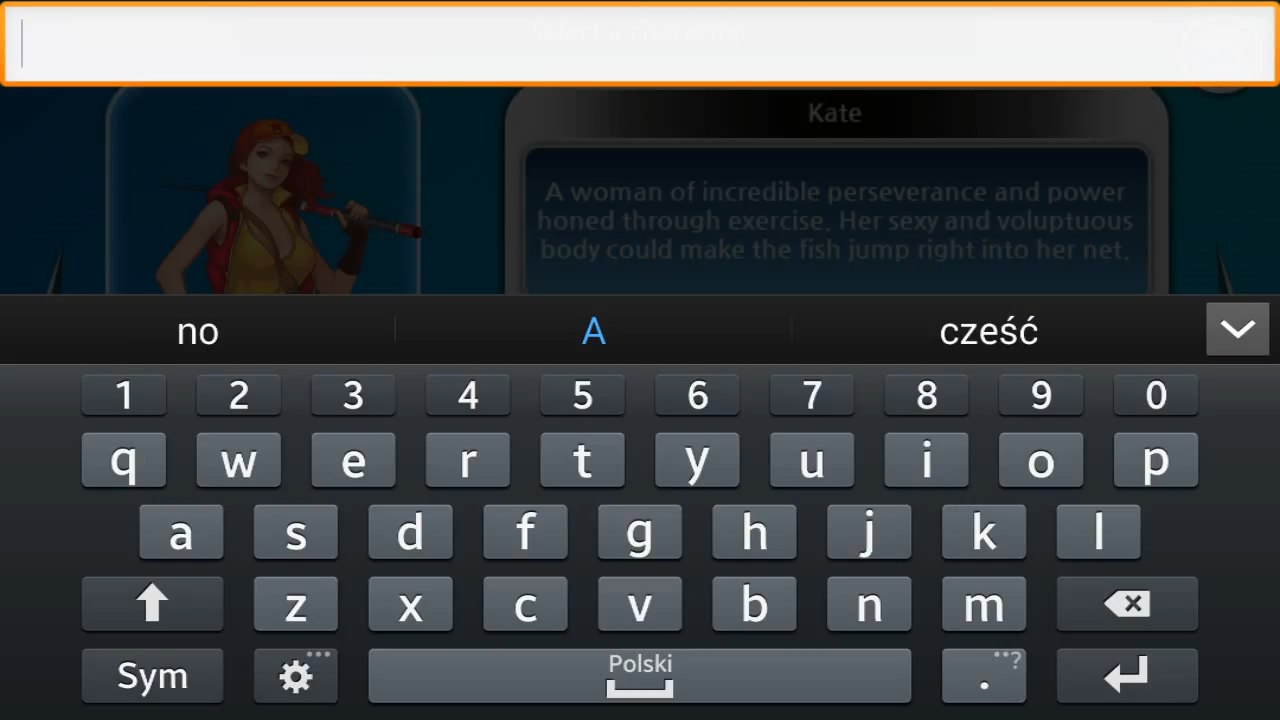 Kate
A woman of incredible perseverance and power
honed through exercise. Her sexy and voluptuous
body could make the fish jump right into her net.
no A cześć
1 2 3 4 5 6 7 8 9 0
q w e r t y u i o p
a s d f g h j k l
z x c v b n m
Sym Polski . ?